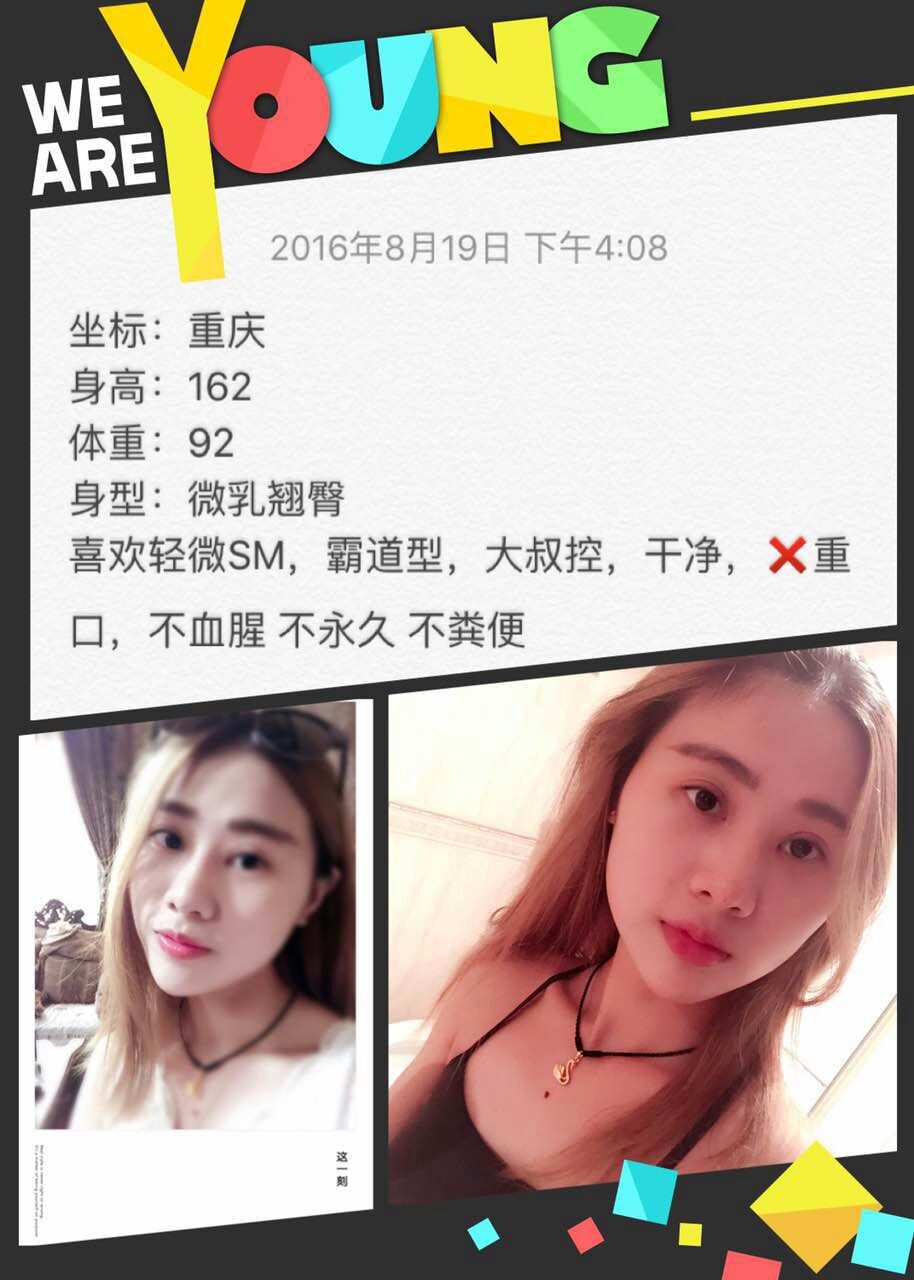 WE
ARE
YOUNG
2016年8月19日 下午4:08
坐标：重庆
身高：162
体重：92
身型：微乳翘臀
喜欢轻微SM，霸道型，大叔控，干净，❌重
口，不血腥 不永久 不粪便
这一刻